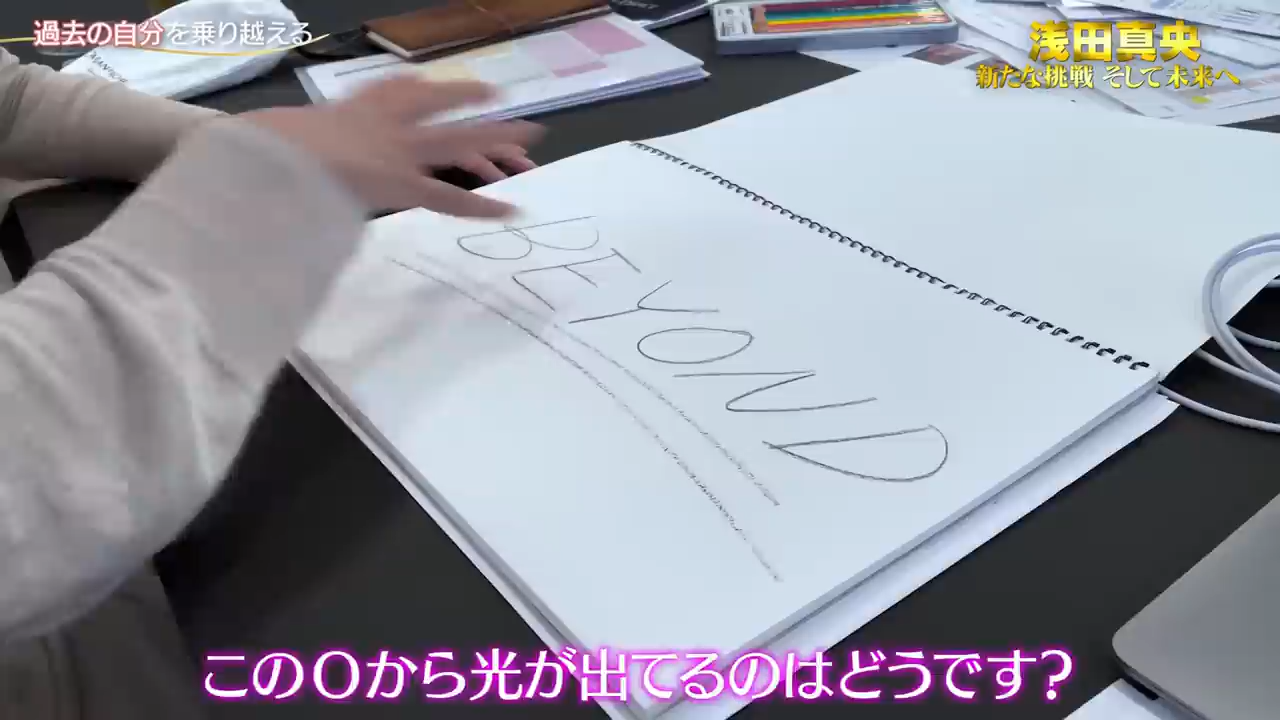 過去の自分を乗り越える
浅田真央
新たな挑戦 そして未来へ
BEYOND
このOから光が出てるのはどうです?